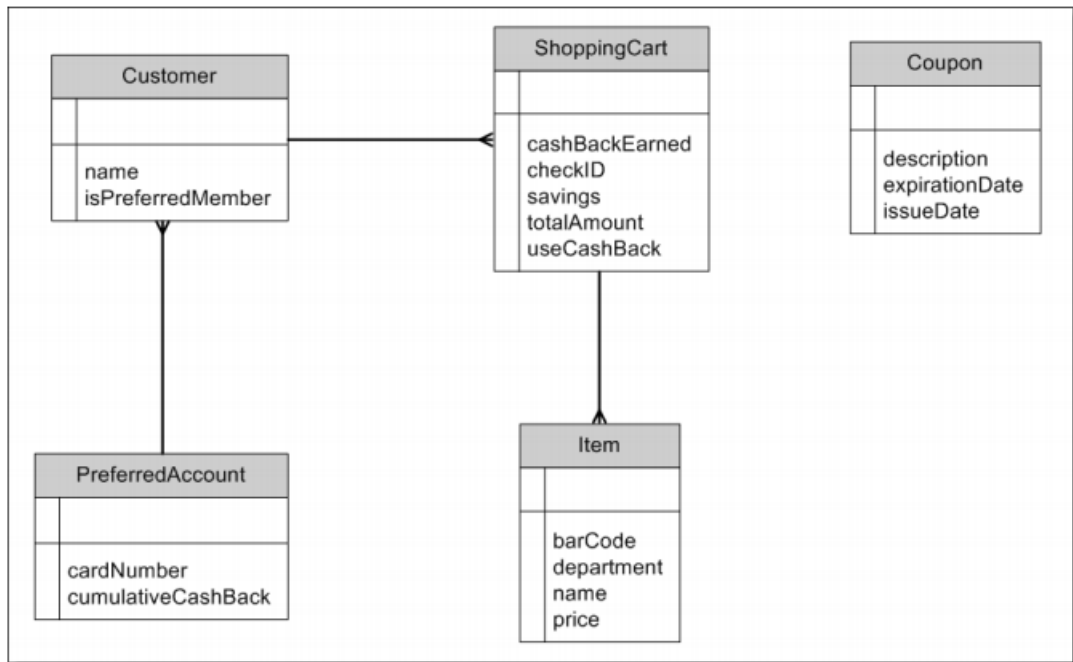 Customer
name
isPreferredMember
ShoppingCart
cashBackEarned
checkID
savings
totalAmount
useCashBack
Coupon
description
expirationDate
issueDate
PreferredAccount
cardNumber
cumulativeCashBack
Item
barCode
department
name
price